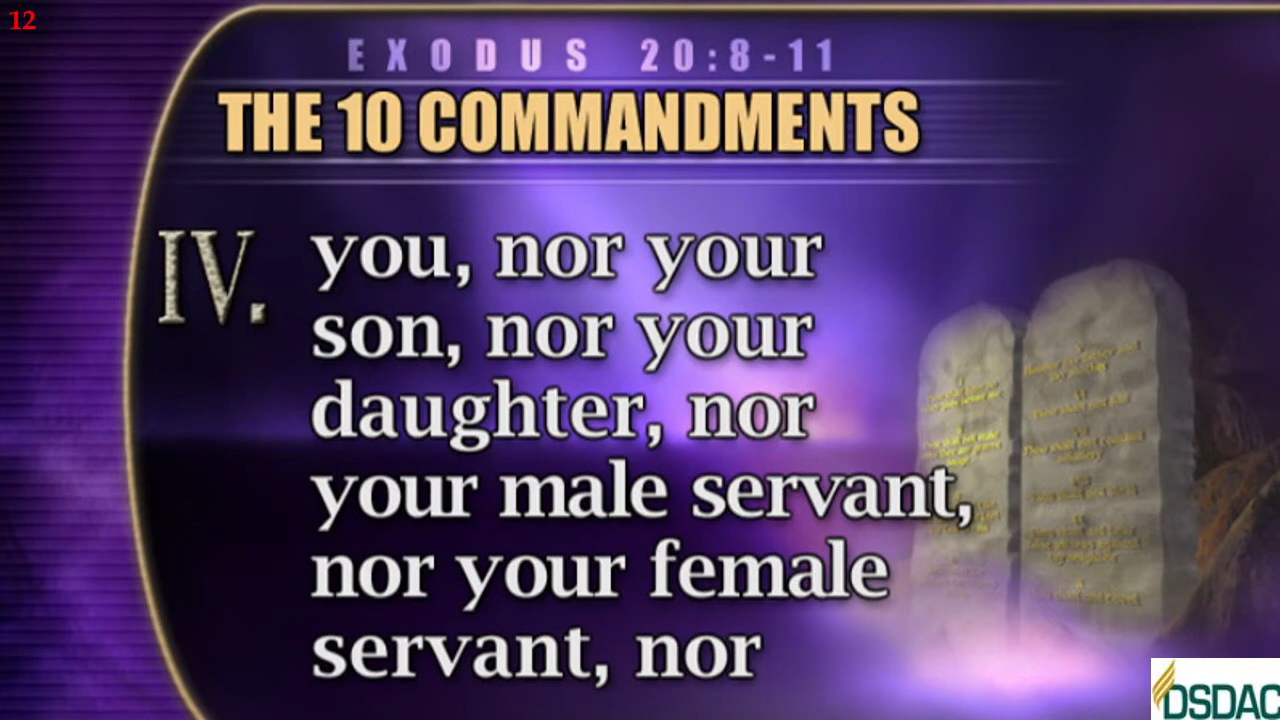 12
EXODUS 20:8-11
THE 10 COMMANDMENTS
IV.
you, nor your
son, nor your
daughter, nor
your male servant,
nor your female
servant, nor
DSDAC